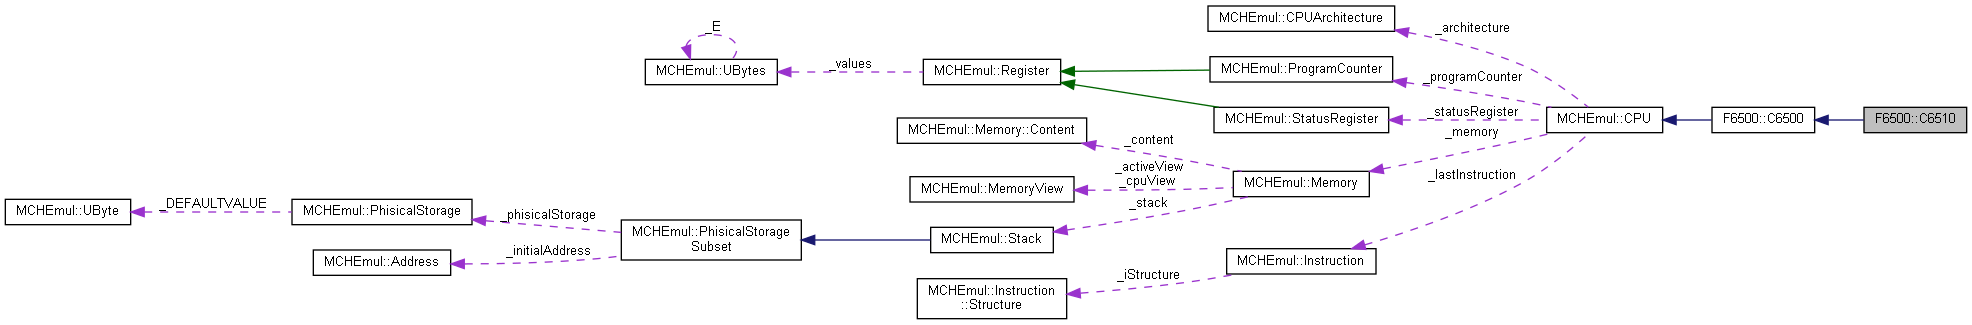 MCHEmul::CPUArchitecture
_E
_architecture
MCHEmul::UBytes
_values
MCHEmul::Register
MCHEmul::ProgramCounter
_programCounter
MCHEmul::StatusRegister
_statusRegister
MCHEmul::CPU
F6500::C6500
F6500::C6510
MCHEmul::Memory::Content
_content
_memory
MCHEmul::MemoryView
_activeView
_cpuView
MCHEmul::Memory
_lastInstruction
MCHEmul::UByte
_DEFAULTVALUE
MCHEmul::PhisicalStorage
_phisicalStorage
_stack
MCHEmul::PhisicalStorage
Subset
MCHEmul::Stack
MCHEmul::Address
_initialAddress
MCHEmul::Instruction
_iStructure
MCHEmul::Instruction
::Structure